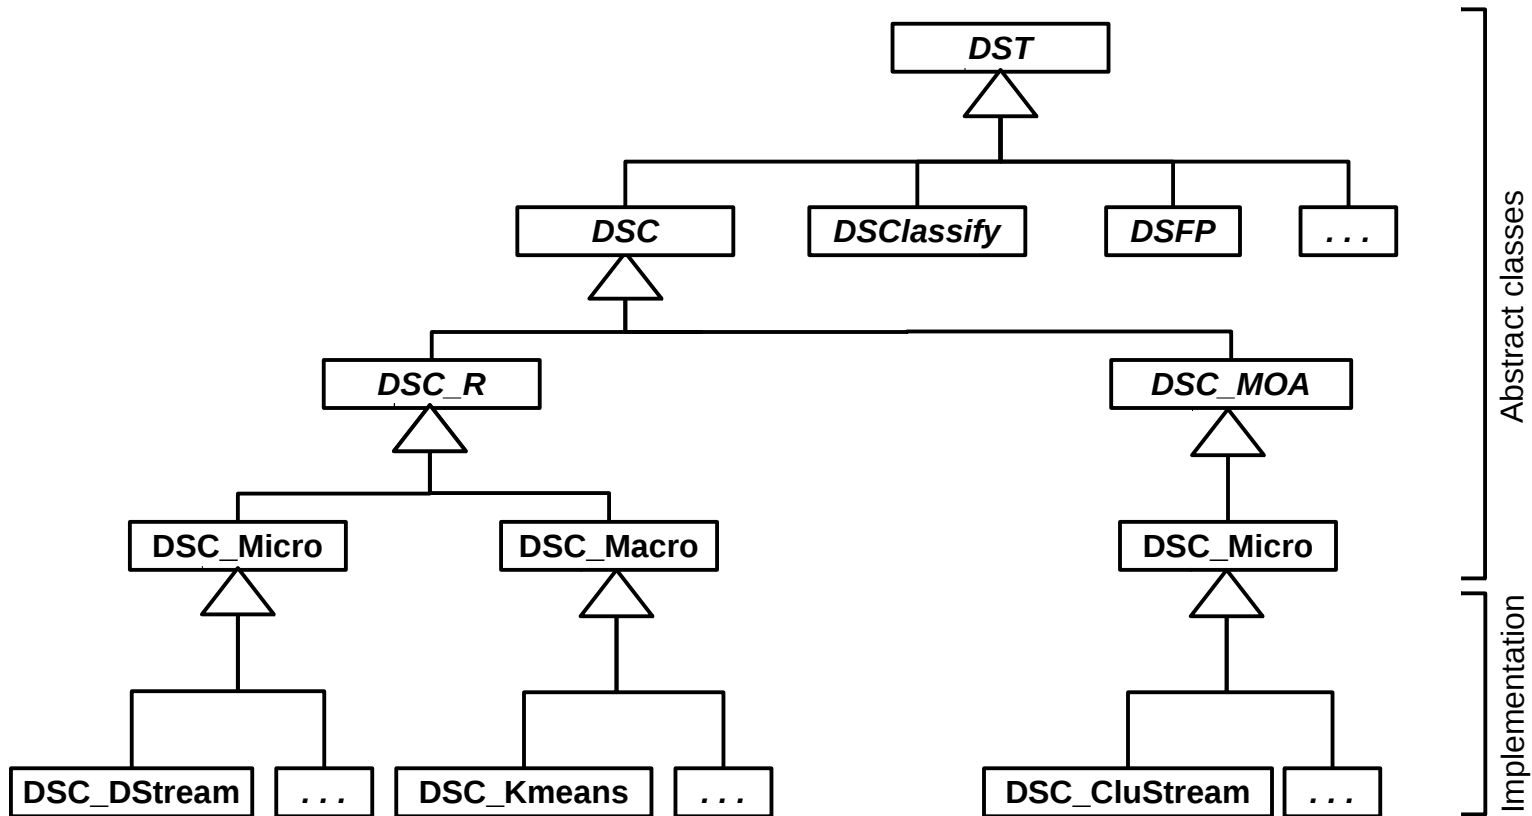 DST
DSC
DSClassify
DSFP
. . .
DSC_R
DSC_MOA
DSC_Micro
DSC_Macro
DSC_Micro
DSC_DStream
. . .
DSC_Kmeans
. . .
DSC_CluStream
. . .
Abstract classes
Implementation